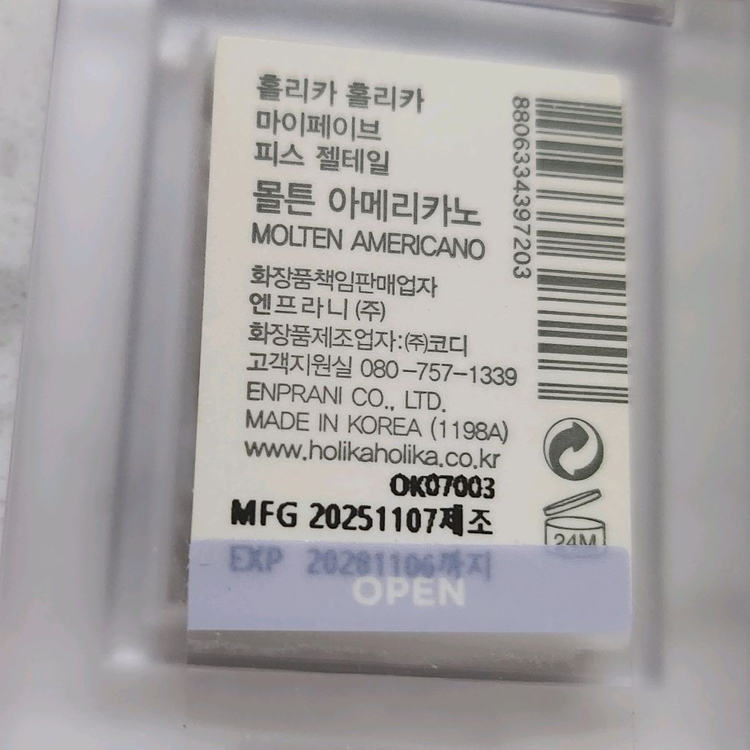 홀리카 홀리카
마이페이브
피스 젤테일
몰튼 아메리카노
MOLTEN AMERICANO
화장품책임판매업자
엔프라니 (주)
화장품제조업자:㈜코디
고객지원실 080-757-1339
ENPRANI CO., LTD.
MADE IN KOREA (1198A)
www.holikaholika.co.kr
OK07003
MFG 20251107제조
EXP 20281106까지
OPEN
8806334397203
24M